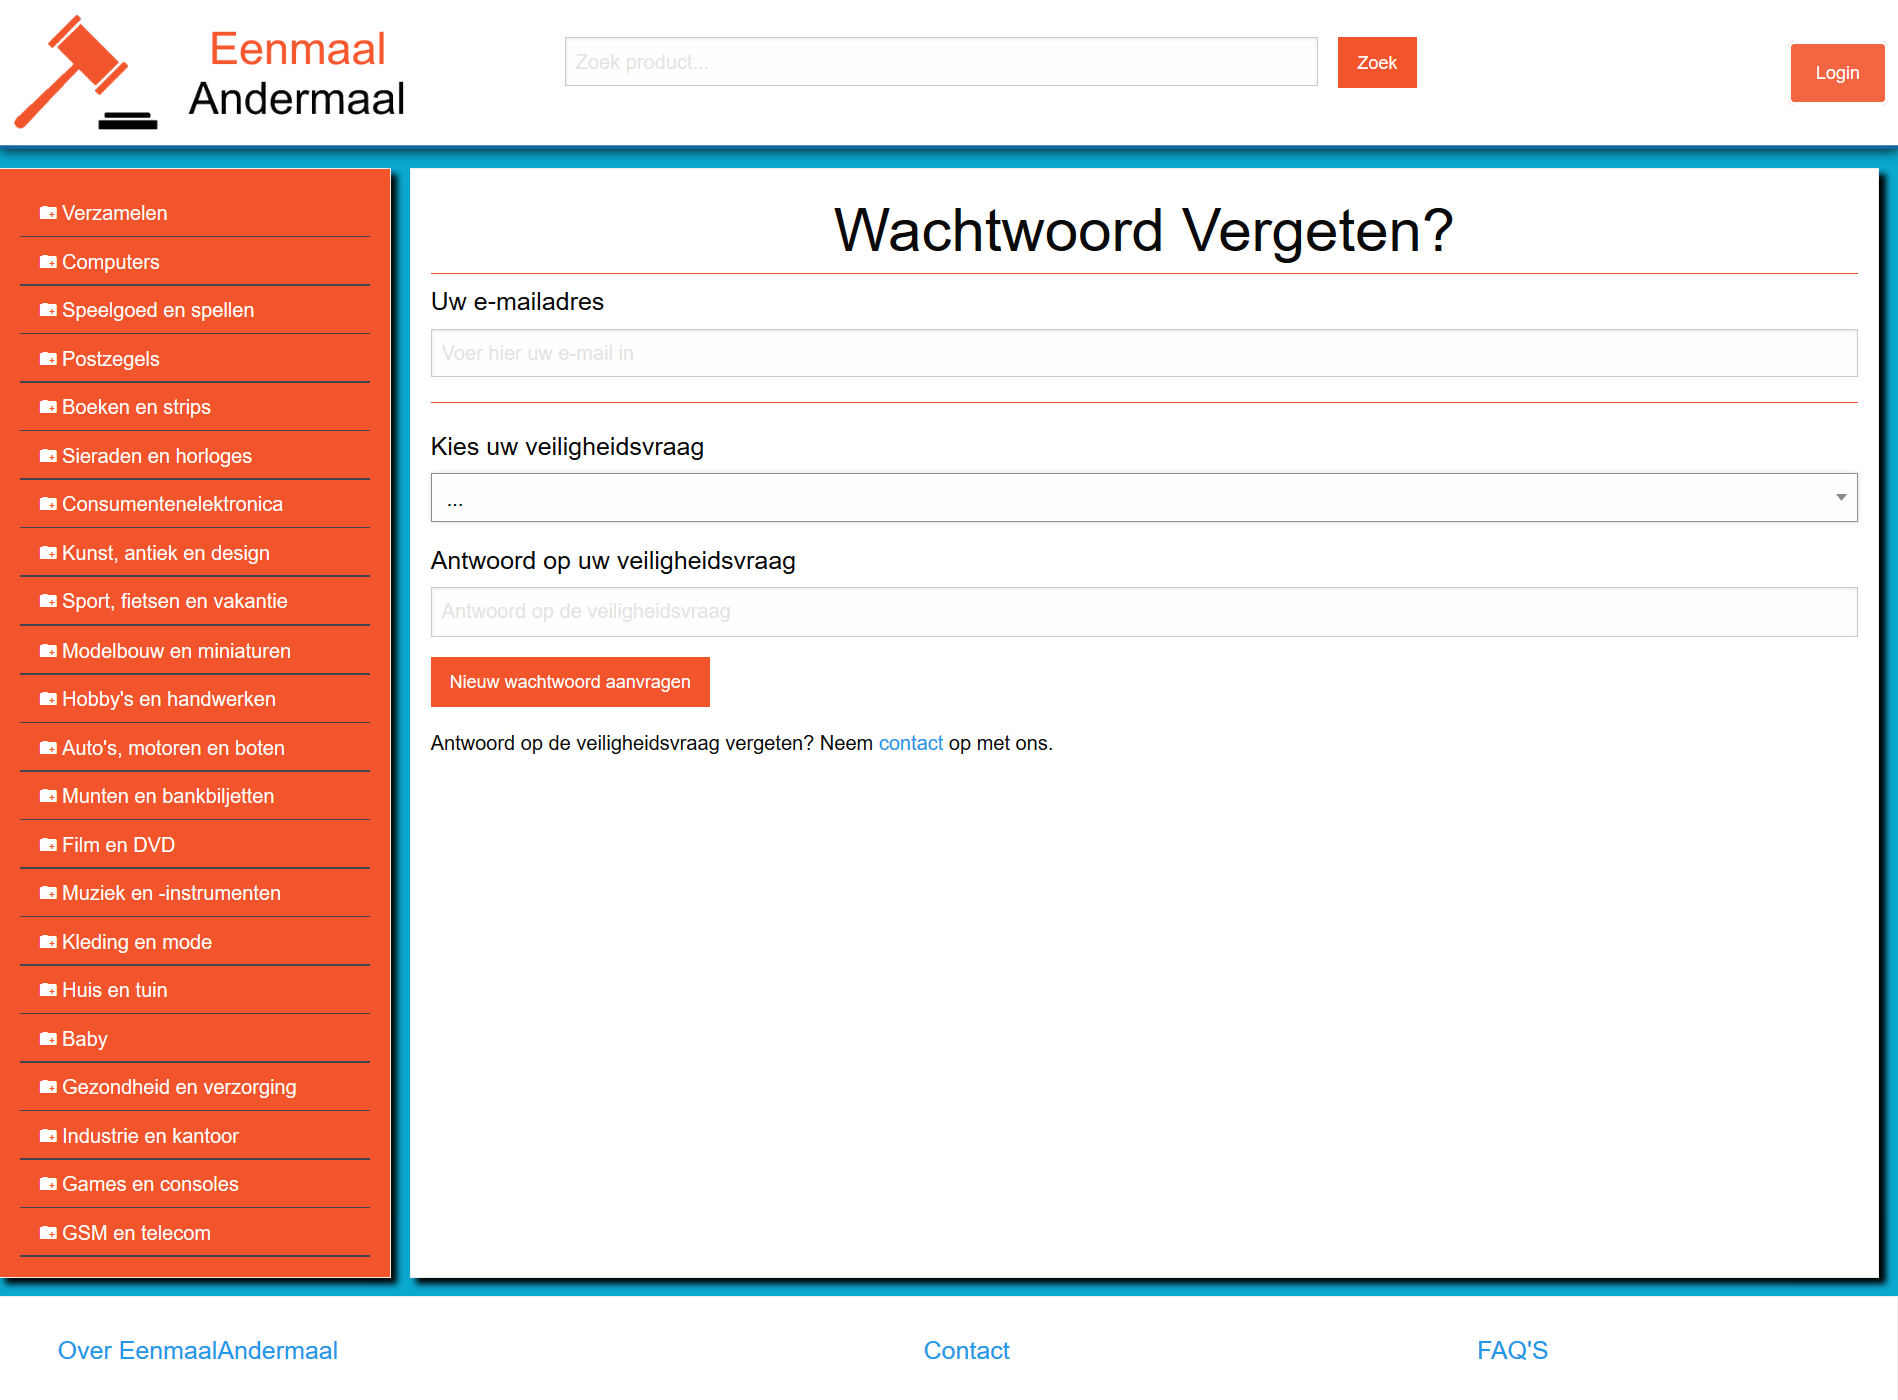 Eenmaal
Andermaal
Zoek product...
Zoek
Login
Verzamelen
Computers
Speelgoed en spellen
Postzegels
Boeken en strips
Sieraden en horloges
Consumentenelektronica
Kunst, antiek en design
Sport, fietsen en vakantie
Modelbouw en miniaturen
Hobby's en handwerken
Auto's, motoren en boten
Munten en bankbiljetten
Film en DVD
Muziek en -instrumenten
Kleding en mode
Huis en tuin
Baby
Gezondheid en verzorging
Industrie en kantoor
Games en consoles
GSM en telecom
Wachtwoord Vergeten?
Uw e-mailadres
Voer hier uw e-mail in
Kies uw veiligheidsvraag
...
Antwoord op uw veiligheidsvraag
Antwoord op de veiligheidsvraag
Nieuw wachtwoord aanvragen
Antwoord op de veiligheidsvraag vergeten? Neem contact op met ons.
Over EenmaalAndermaal
Contact
FAQ'S